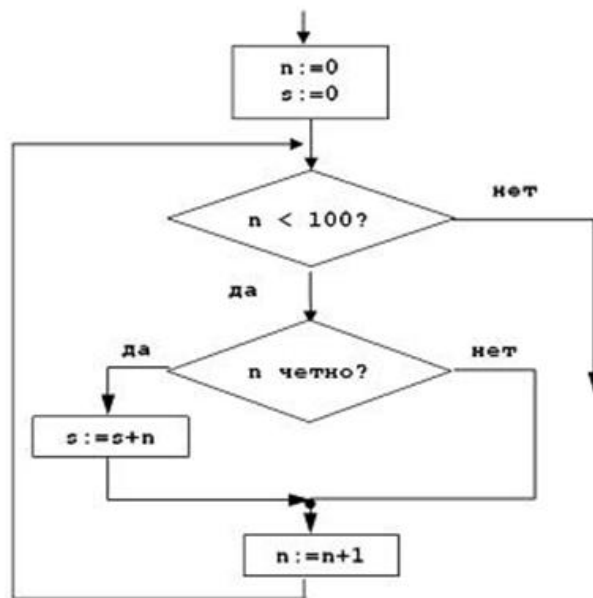 n:=0
s:=0
n < 100?
нет
да
n четно?
да
нет
s:=s+n
n:=n+1